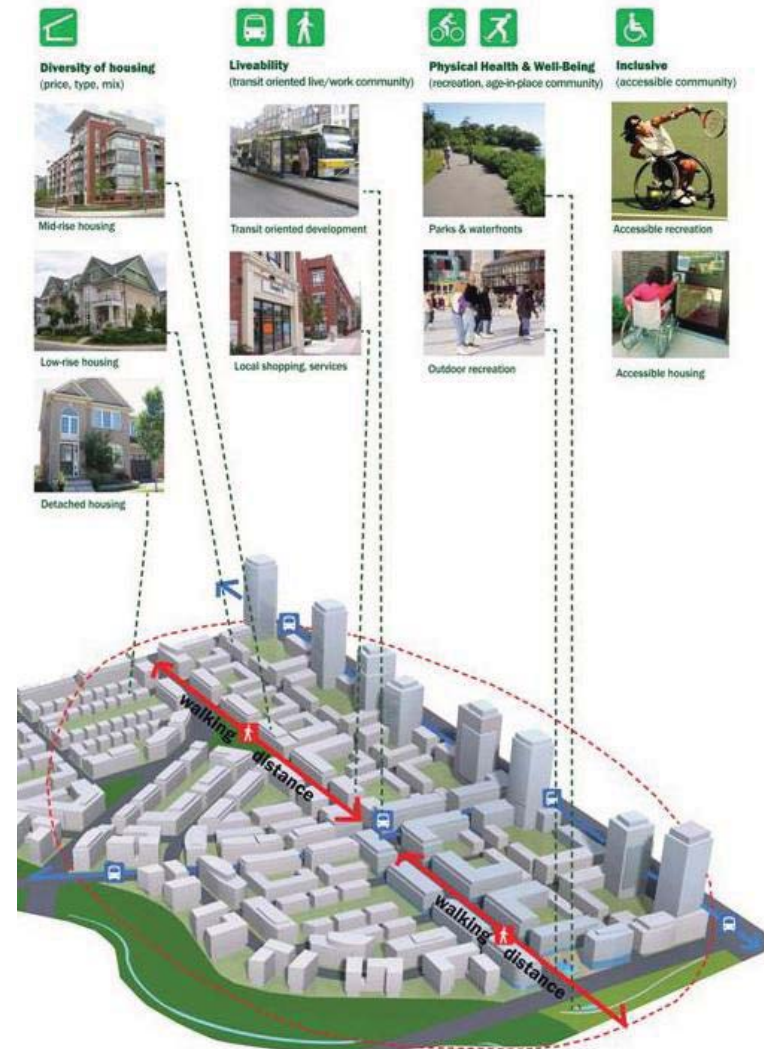 Diversity of housing
(price, type, mix)
Liveability
(transit oriented live/work community)
Physical Health & Well-Being
(recreation, age-in-place community)
Inclusive
(accessible community)
Mid-rise housing
Transit oriented development
Parks & waterfronts
Accessible recreation
Low-rise housing
Local shopping, services
Outdoor recreation
Accessible housing
Detached housing
walking distance
walking distance